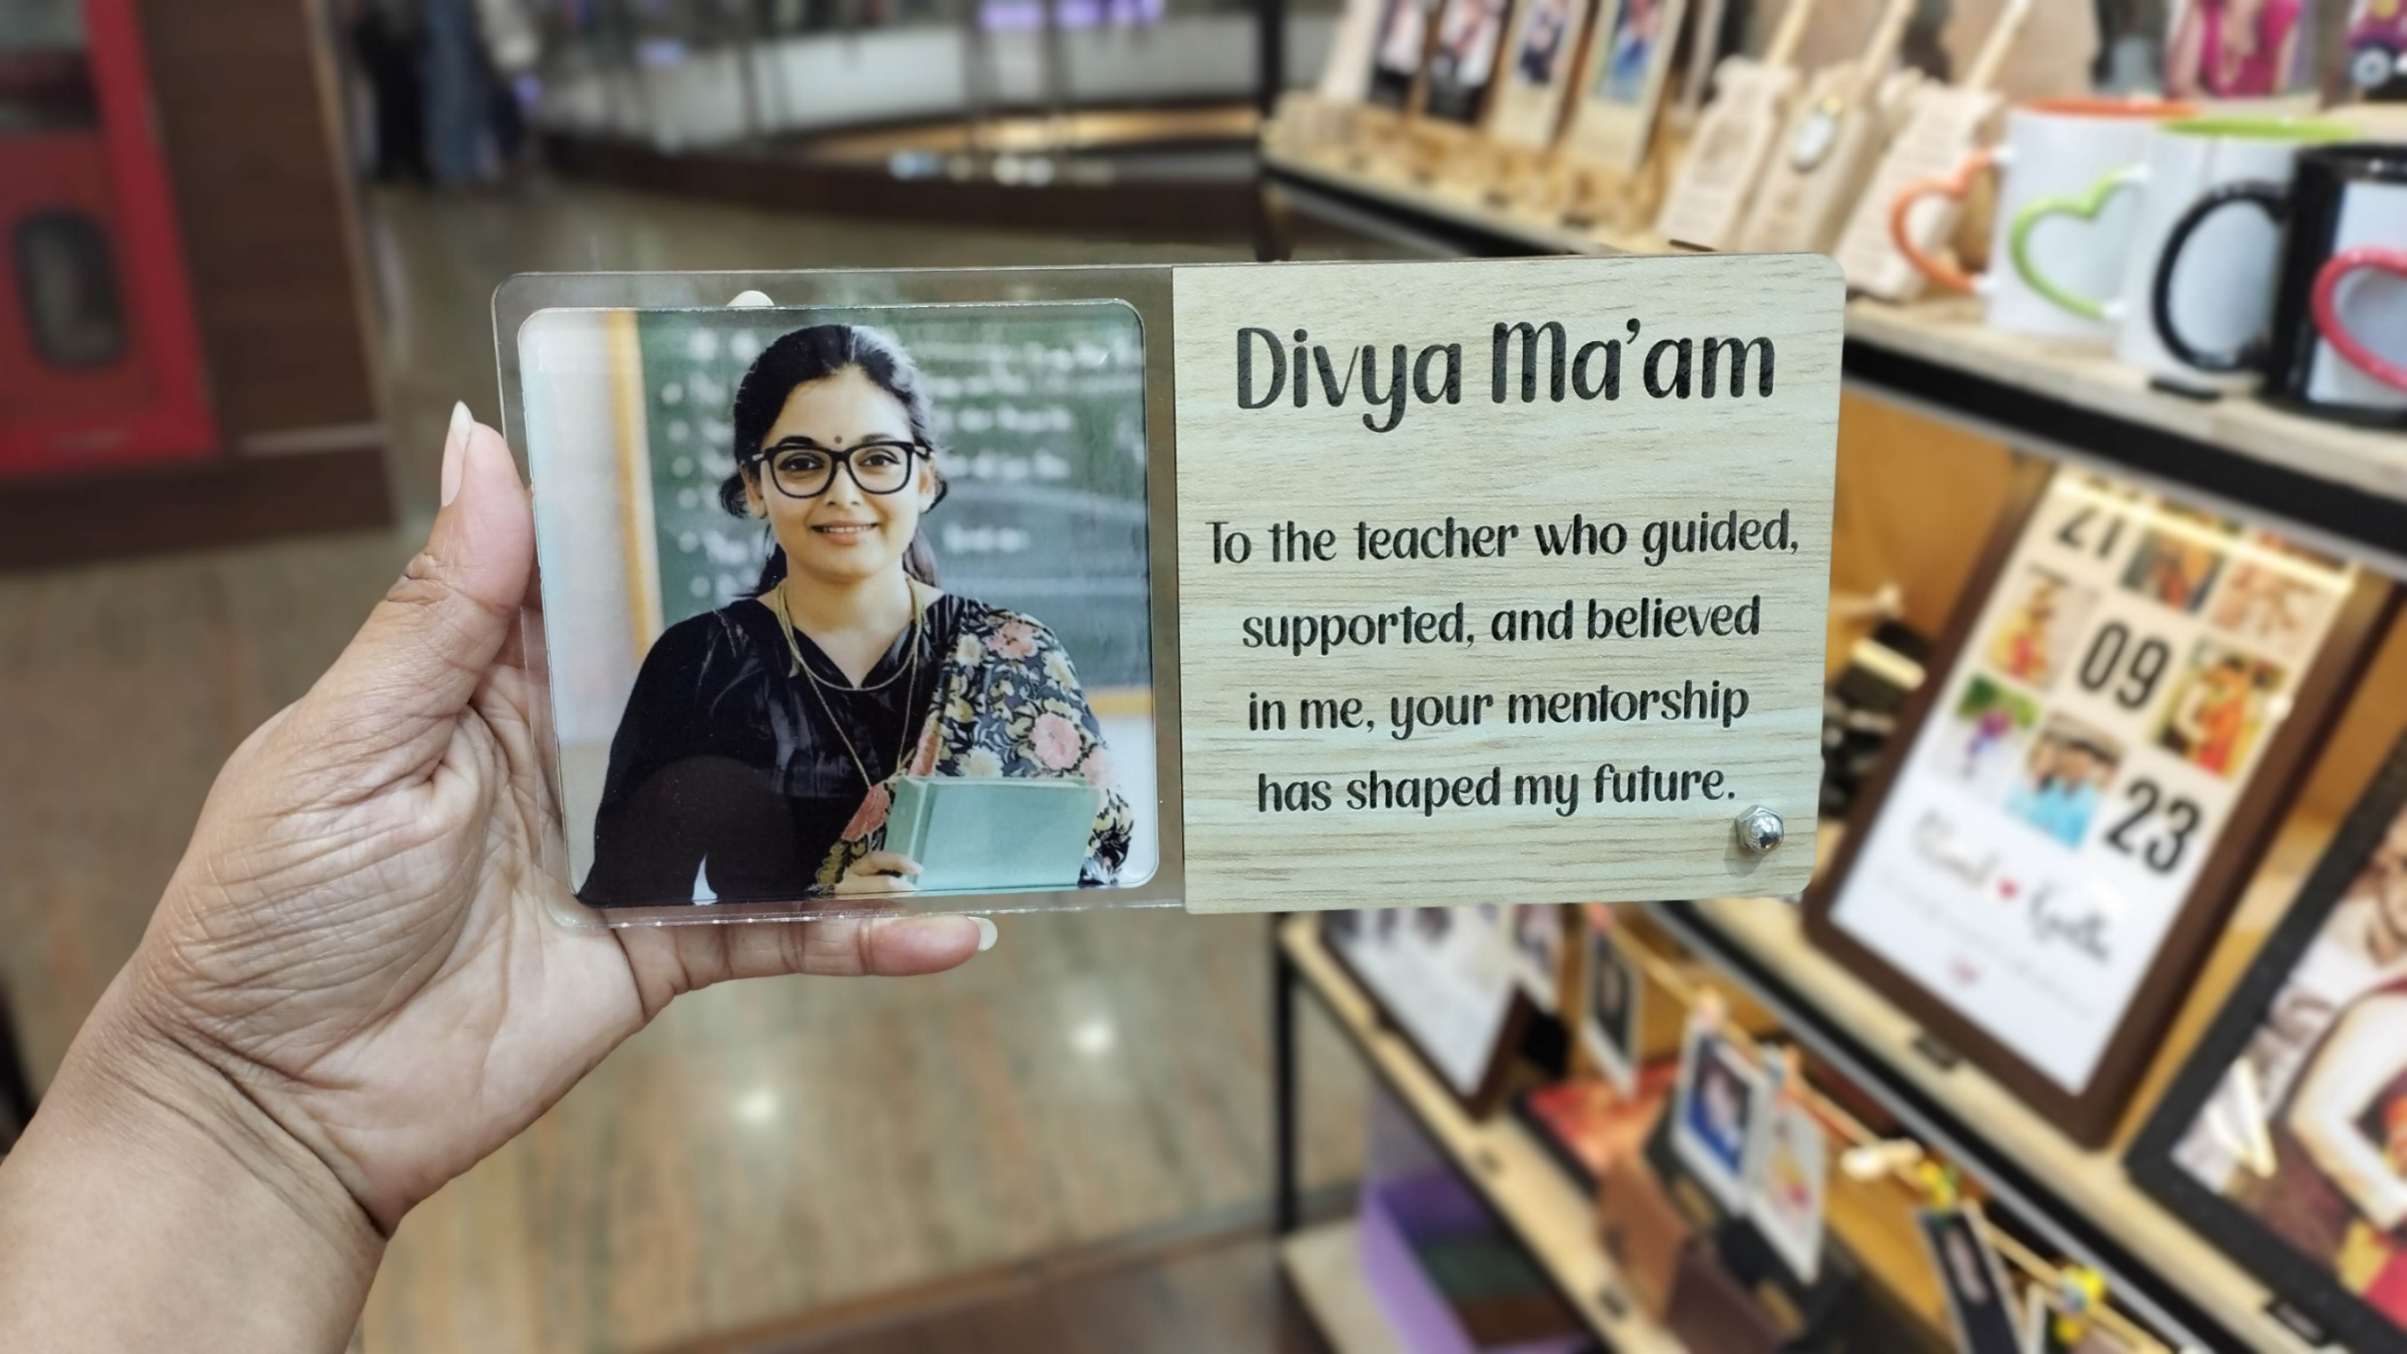 Divya Ma'am
To the teacher who guided,
supported, and believed
in me, your mentorship
has shaped my future.
21
09
23